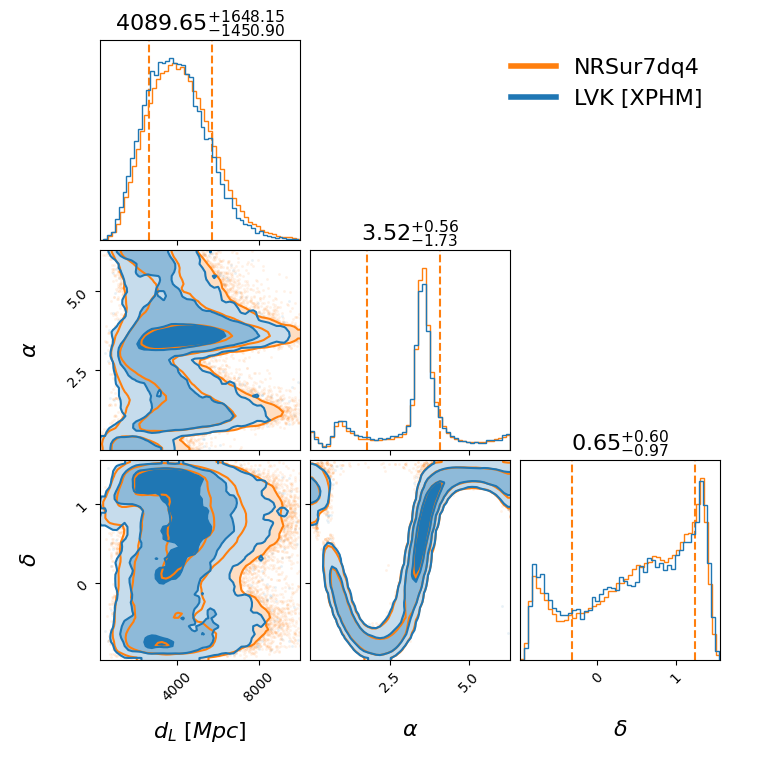 4089.65+1648.15−1450.90
NRSur7dq4
LVK [XPHM]
3.52+0.56−1.73
5.0
2.5
α
0.65+0.60−0.97
1
0
δ
4000
8000
2.5
5.0
0
1
d_L [Mpc]
α
δ